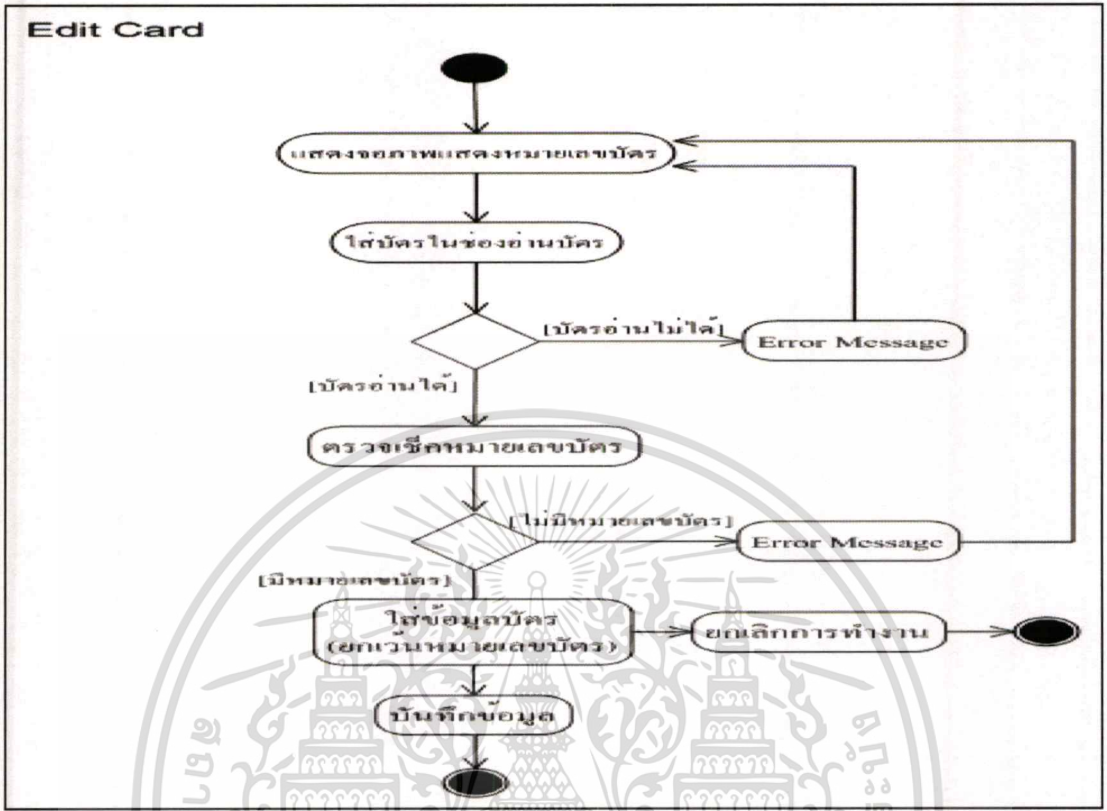 Edit Card
แสดงจอภาพแสดงหมายเลขบัตร
ใส่บัตรในช่องอ่านบัตร
[บัตรอ่านไม่ได้]
Error Message
[บัตรอ่านได้]
ตรวจเช็คหมายเลขบัตร
[ไม่มีหมายเลขบัตร]
Error Message
[มีหมายเลขบัตร]
ใส่ข้อมูลบัตร
(ยกเว้นหมายเลขบัตร)
ยกเลิกการทำงาน
บันทึกข้อมูล